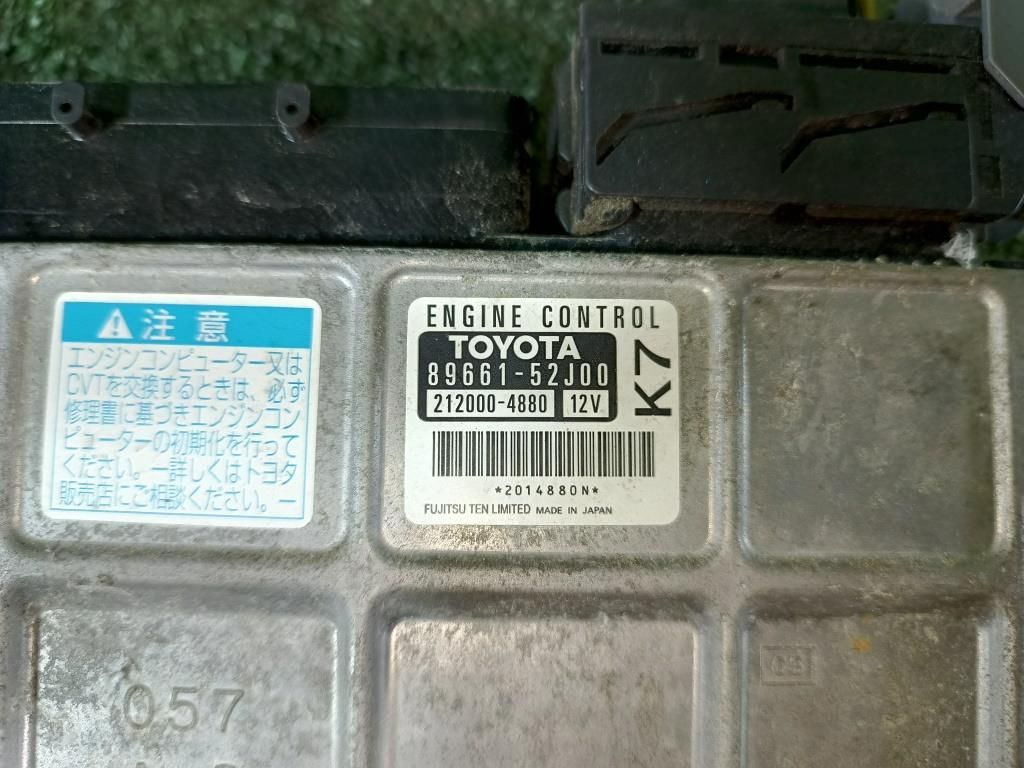 ⚠注意
エンジンコンピューター又は
CVTを交換するときは、必ず
修理書に基づきエンジンコン
ピューターの初期化を行って
ください。ー詳しくはトヨタ
販売店にご相談ください。ー
ENGINE CONTROL
TOYOTA
89661-52J00
212000-4880 12V
K7
*2014880N*
FUJITSU TEN LIMITED MADE IN JAPAN
057